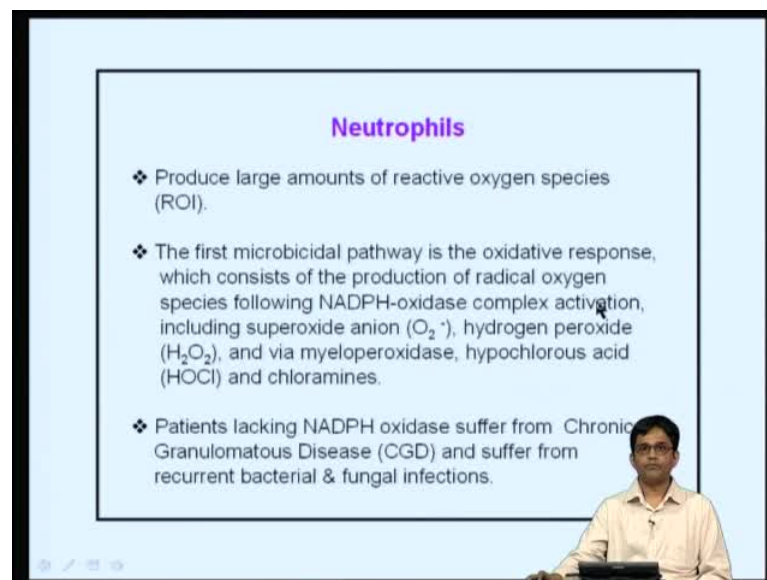 Neutrophils
❖ Produce large amounts of reactive oxygen species
(ROI).
❖ The first microbicidal pathway is the oxidative response,
which consists of the production of radical oxygen
species following NADPH-oxidase complex activation,
including superoxide anion (O₂⁻), hydrogen peroxide
(H₂O₂), and via myeloperoxidase, hypochlorous acid
(HOCl) and chloramines.
❖ Patients lacking NADPH oxidase suffer from Chronic
Granulomatous Disease (CGD) and suffer from
recurrent bacterial & fungal infections.